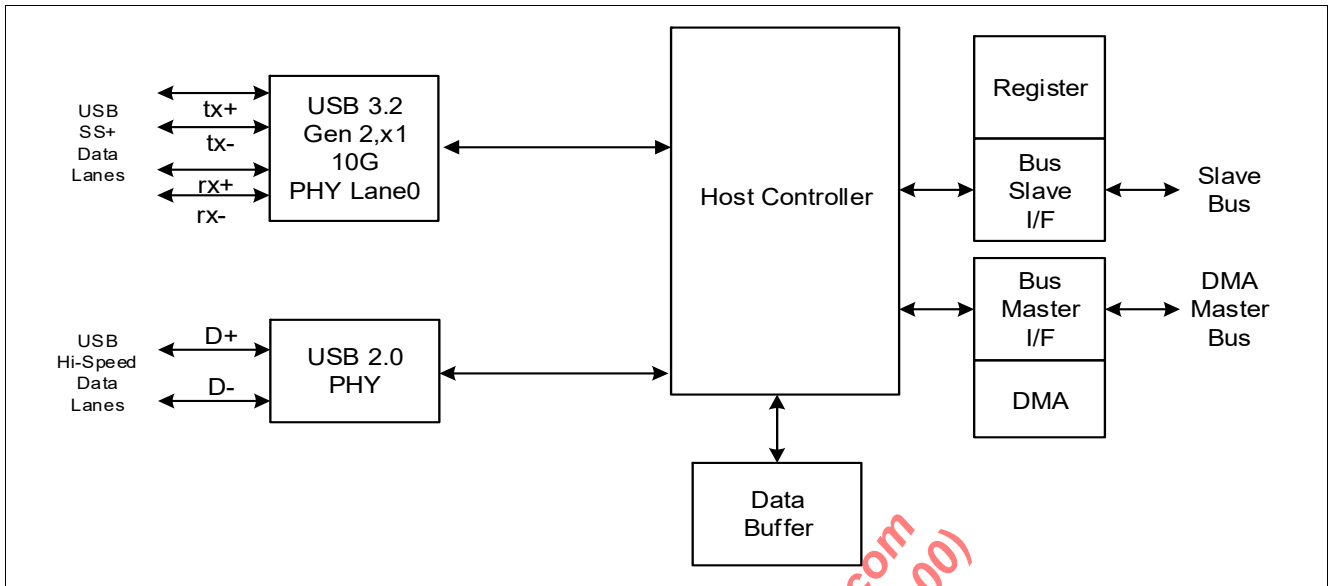 USB
SS+
Data
Lanes
tx+
tx-
rx+
rx-
USB 3.2
Gen 2,x1
10G
PHY Lane0
USB
Hi-Speed
Data
Lanes
D+
D-
USB 2.0
PHY
Host Controller
Data
Buffer
Register
Bus
Slave
I/F
Slave
Bus
Bus
Master
I/F
DMA
Master
Bus
DMA
com
00)